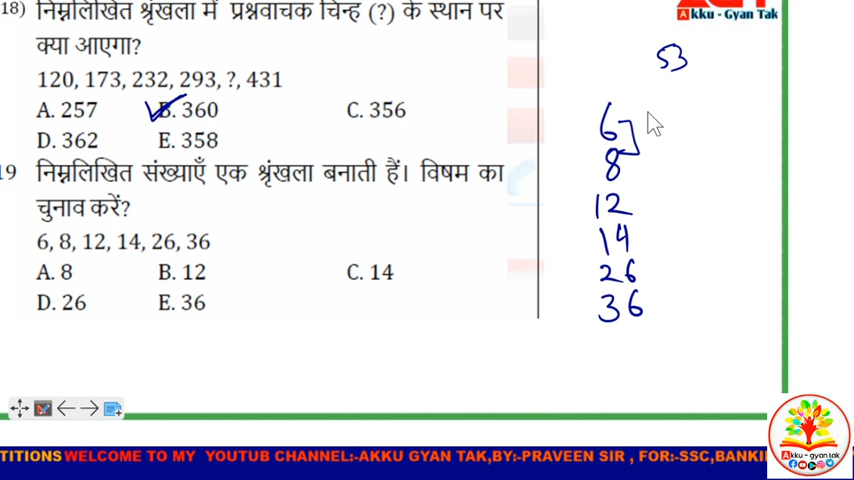 18) निम्नलिखित श्रृंखला में प्रश्नवाचक चिन्ह (?) के स्थान पर
क्या आएगा?
120, 173, 232, 293, ?, 431
A. 257 B. 360 C. 356
D. 362 E. 358
19 निम्नलिखित संख्याएँ एक श्रृंखला बनाती हैं। विषम का
चुनाव करें?
6, 8, 12, 14, 26, 36
A. 8 B. 12 C. 14
D. 26 E. 36
Akku - Gyan Tak
53
6
8
12
14
26
36
Akku - gyan tak
TITIONS WELCOME TO MY YOUTUB CHANNEL:-AKKU GYAN TAK,BY:-PRAVEEN SIR , FOR:-SSC,BANKI